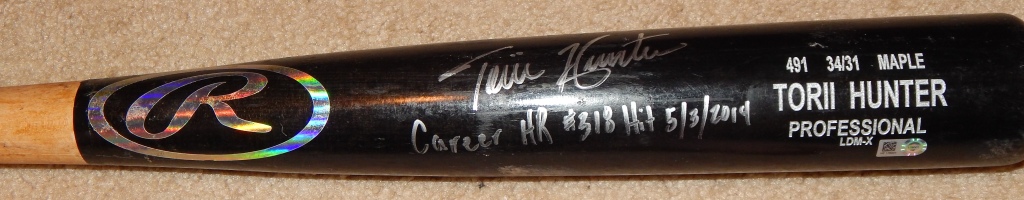 R
Torii Hunter
Career HR #318 Hit 5/3/2014
491 34/31 MAPLE
TORII HUNTER
PROFESSIONAL
LDM-X